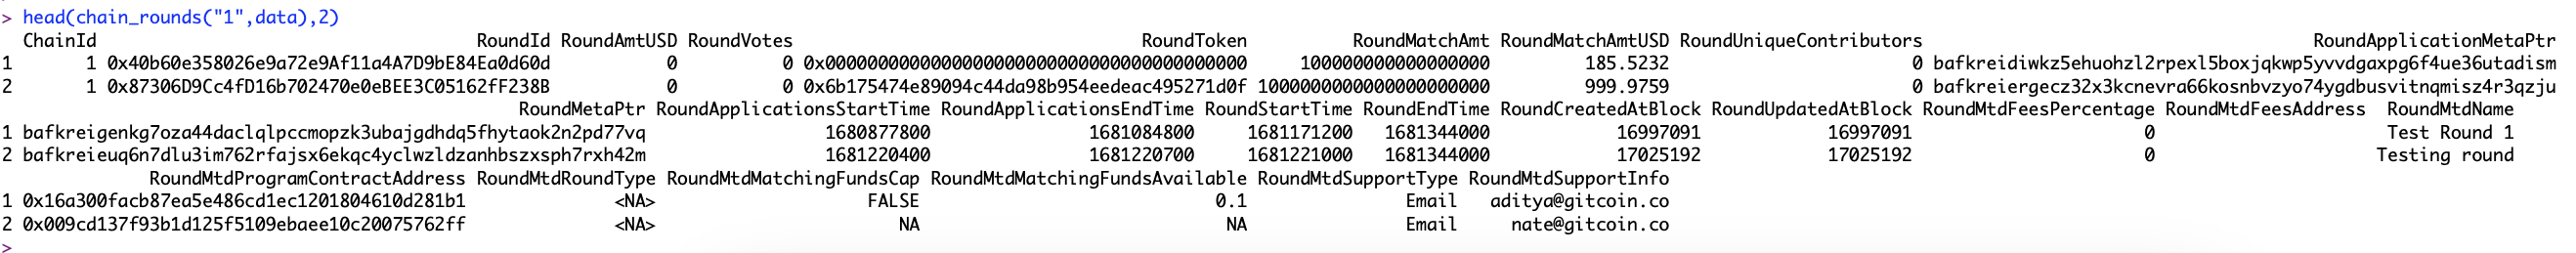 > head(chain_rounds("1",data),2)
ChainId RoundId RoundAmtUSD RoundVotes RoundToken RoundMatchAmt RoundMatchAmtUSD RoundUniqueContributors RoundApplicationMetaPtr
1 1 0x40b60e358026e9a72e9Af11a4A7D9bE84Ea0d60d 0 0 0x0000000000000000000000000000000000000000 100000000000000000 185.5232 0 bafkreidiwkz5ehuohzl2rpexl5boxjqkwp5yvvdgaxpg6f4ue36utadism
2 1 0x87306D9Cc4fD16b702470e0eBEE3C05162fF238B 0 0 0x6b175474e89094c44da98b954eedeac495271d0f 1000000000000000000000 999.9759 0 bafkreiergecz32x3kcnevra66kosnbvzyo74ygdbusvitnqmisz4r3qzju
RoundMetaPtr RoundApplicationsStartTime RoundApplicationsEndTime RoundStartTime RoundEndTime RoundCreatedAtBlock RoundUpdatedAtBlock RoundMtdFeesPercentage RoundMtdFeesAddress RoundMtdName
1 bafkreigenkg7oza44daclqlpccmopzk3ubajgdhdq5fhytaok2n2pd77vq 1680877800 1681084800 1681171200 1681344000 16997091 16997091 0 Test Round 1
2 bafkreieuq6n7dlu3im762rfajsx6ekqc4yclwzldzanhbszxsph7rxh42m 1681220400 1681220700 1681221000 1681344000 17025192 17025192 0 Testing round
RoundMtdProgramContractAddress RoundMtdRoundType RoundMtdMatchingFundsCap RoundMtdMatchingFundsAvailable RoundMtdSupportType RoundMtdSupportInfo
1 0x16a300facb87ea5e486cd1ec1201804610d281b1 <NA> FALSE 0.1 Email aditya@gitcoin.co
2 0x009cd137f93b1d125f5109ebaee10c20075762ff <NA> NA NA Email nate@gitcoin.co
>